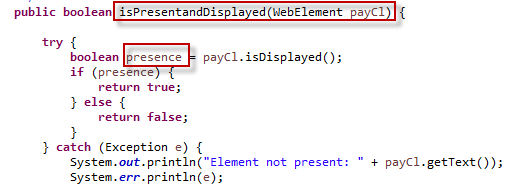 public boolean isPresentandDisplayed(WebElement payCl) {
try {
boolean presence = payCl.isDisplayed();
if (presence) {
return true;
} else {
return false;
}
} catch (Exception e) {
System.out.println("Element not present: " + payCl.getText());
System.err.println(e);